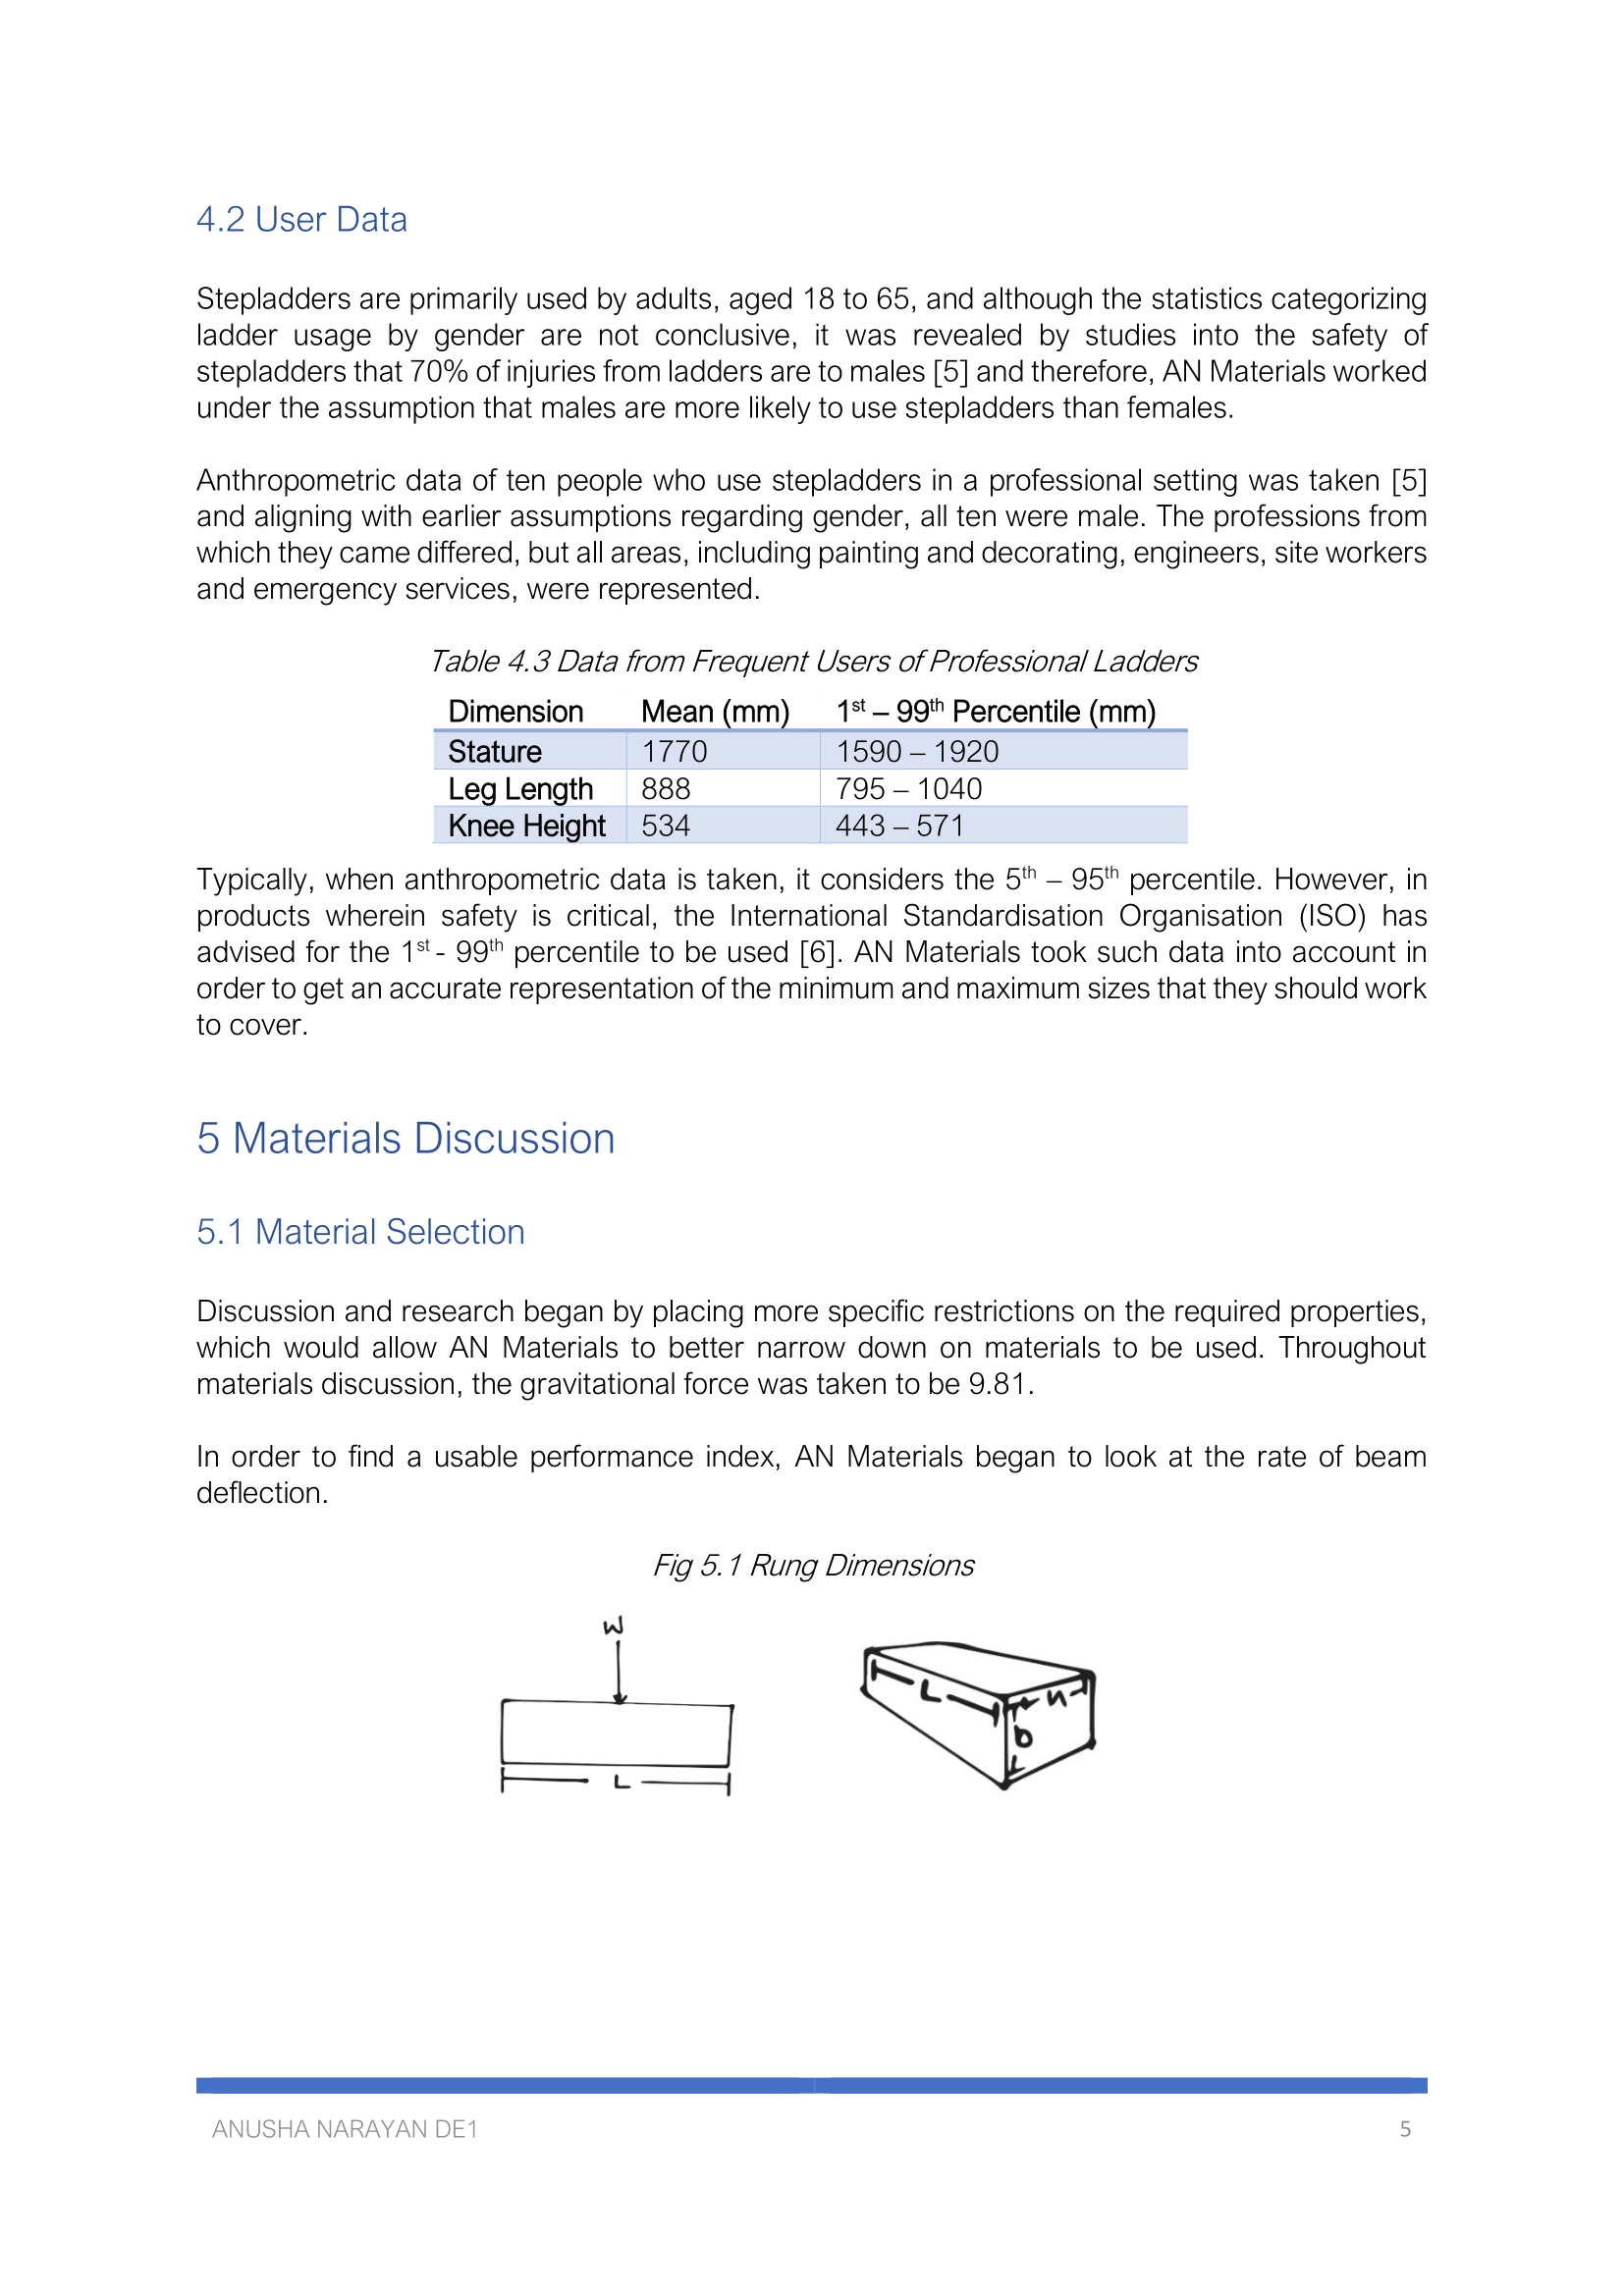 4.2 User Data
Stepladders are primarily used by adults, aged 18 to 65, and although the statistics categorizing
ladder usage by gender are not conclusive, it was revealed by studies into the safety of
stepladders that 70% of injuries from ladders are to males [5] and therefore, AN Materials worked
under the assumption that males are more likely to use stepladders than females.
Anthropometric data of ten people who use stepladders in a professional setting was taken [5]
and aligning with earlier assumptions regarding gender, all ten were male. The professions from
which they came differed, but all areas, including painting and decorating, engineers, site workers
and emergency services, were represented.
Table 4.3 Data from Frequent Users of Professional Ladders
Dimension Mean (mm) 1st – 99th Percentile (mm)
Stature 1770 1590 – 1920
Leg Length 888 795 – 1040
Knee Height 534 443 – 571
Typically, when anthropometric data is taken, it considers the 5th – 95th percentile. However, in
products wherein safety is critical, the International Standardisation Organisation (ISO) has
advised for the 1st - 99th percentile to be used [6]. AN Materials took such data into account in
order to get an accurate representation of the minimum and maximum sizes that they should work
to cover.
5 Materials Discussion
5.1 Material Selection
Discussion and research began by placing more specific restrictions on the required properties,
which would allow AN Materials to better narrow down on materials to be used. Throughout
materials discussion, the gravitational force was taken to be 9.81.
In order to find a usable performance index, AN Materials began to look at the rate of beam
deflection.
Fig 5.1 Rung Dimensions
W
L
L
n
b
ANUSHA NARAYAN DE1 5